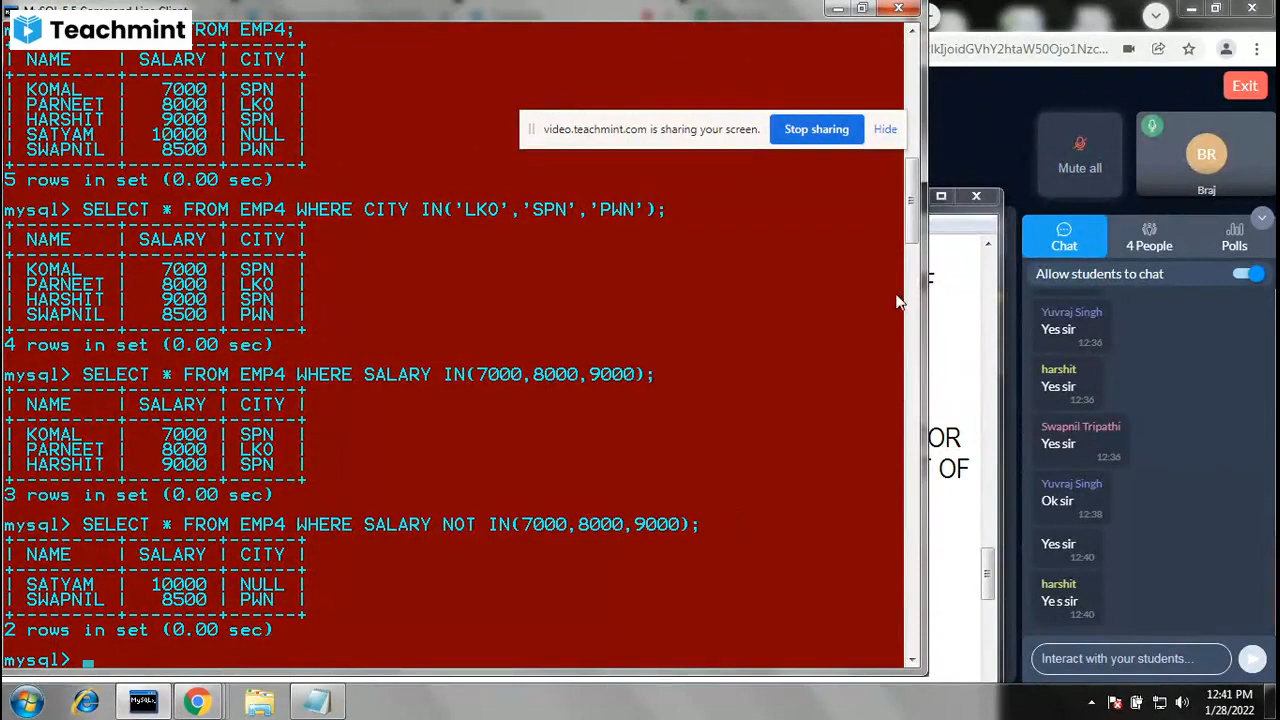 MySQL 5.5 Command Line Client
Teachmint
FROM EMP4;
| NAME | SALARY | CITY |
| KOMAL | 7000 | SPN |
| PARNEET | 8000 | LKO |
| HARSHIT | 9000 | SPN |
| SATYAM | 10000 | NULL |
| SWAPNIL | 8500 | PWN |
5 rows in set (0.00 sec)
mysql> SELECT * FROM EMP4 WHERE CITY IN('LKO','SPN','PWN');
| NAME | SALARY | CITY |
| KOMAL | 7000 | SPN |
| PARNEET | 8000 | LKO |
| HARSHIT | 9000 | SPN |
| SWAPNIL | 8500 | PWN |
4 rows in set (0.00 sec)
mysql> SELECT * FROM EMP4 WHERE SALARY IN(7000,8000,9000);
| NAME | SALARY | CITY |
| KOMAL | 7000 | SPN |
| PARNEET | 8000 | LKO |
| HARSHIT | 9000 | SPN |
3 rows in set (0.00 sec)
mysql> SELECT * FROM EMP4 WHERE SALARY NOT IN(7000,8000,9000);
| NAME | SALARY | CITY |
| SATYAM | 10000 | NULL |
| SWAPNIL | 8500 | PWN |
2 rows in set (0.00 sec)
mysql>
video.teachmint.com is sharing your screen. Stop sharing Hide
OR
OF
Exit
Mute all
BR
Braj
Chat 4 People Polls
Allow students to chat
Yuvraj Singh
Yes sir
12:36
harshit
Yes sir
12:36
Swapnil Tripathi
Yes sir
12:36
Yuvraj Singh
Ok sir
12:38
Yes sir
12:40
harshit
Ye s sir
12:40
Interact with your students...
12:41 PM
1/28/2022